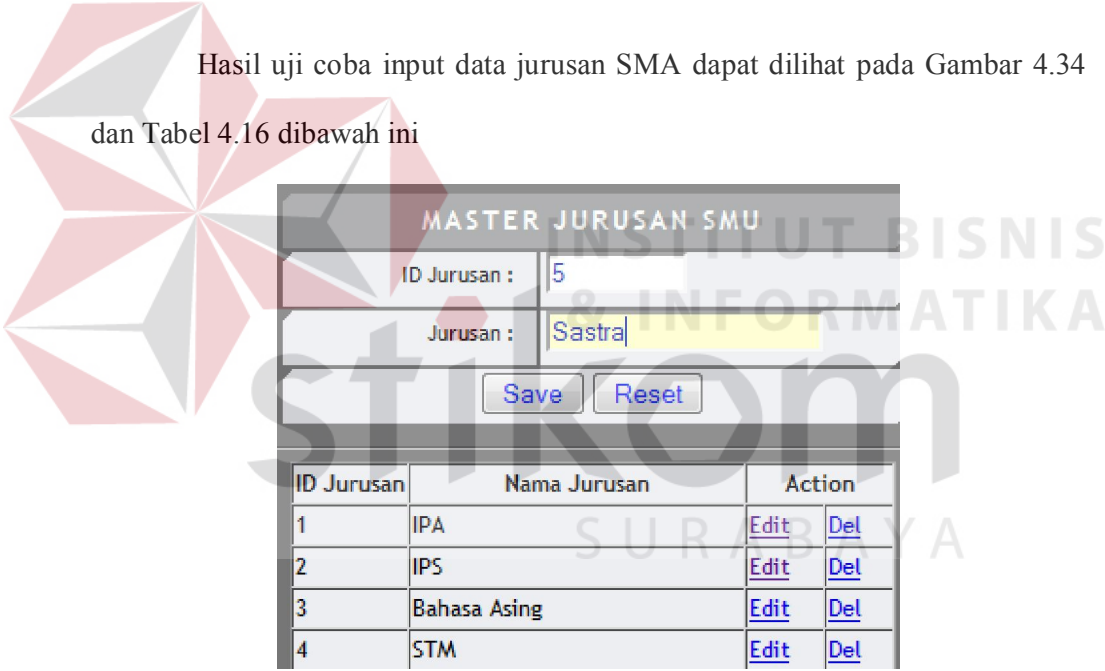 Hasil uji coba input data jurusan SMA dapat dilihat pada Gambar 4.34
dan Tabel 4.16 dibawah ini
MASTER JURUSAN SMU
ID Jurusan : 5
Jurusan : Sastra
Save Reset
ID Jurusan Nama Jurusan Action
1 IPA Edit Del
2 IPS Edit Del
3 Bahasa Asing Edit Del
4 STM Edit Del
INSTITUT BISNIS
& INFORMATIKA
stikom
SURABAYA